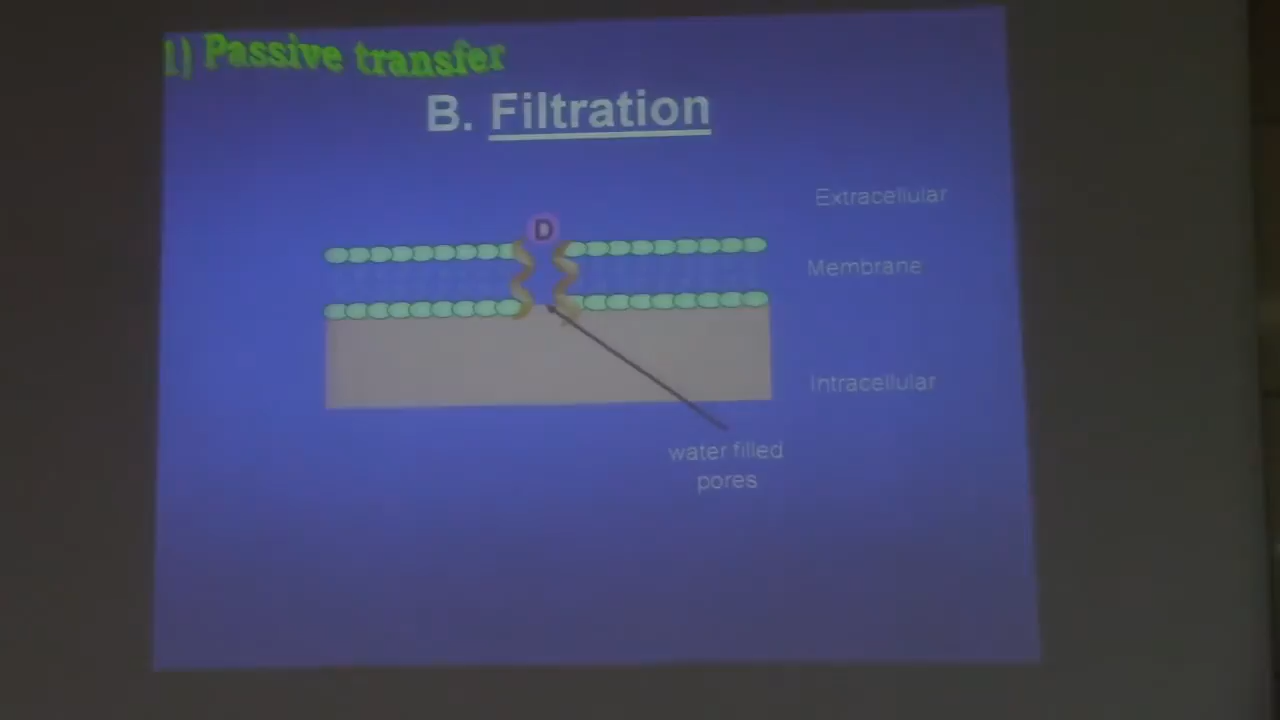 1) Passive transfer
B. Filtration
Extracellular
D
Membrane
Intracellular
water filled
pores